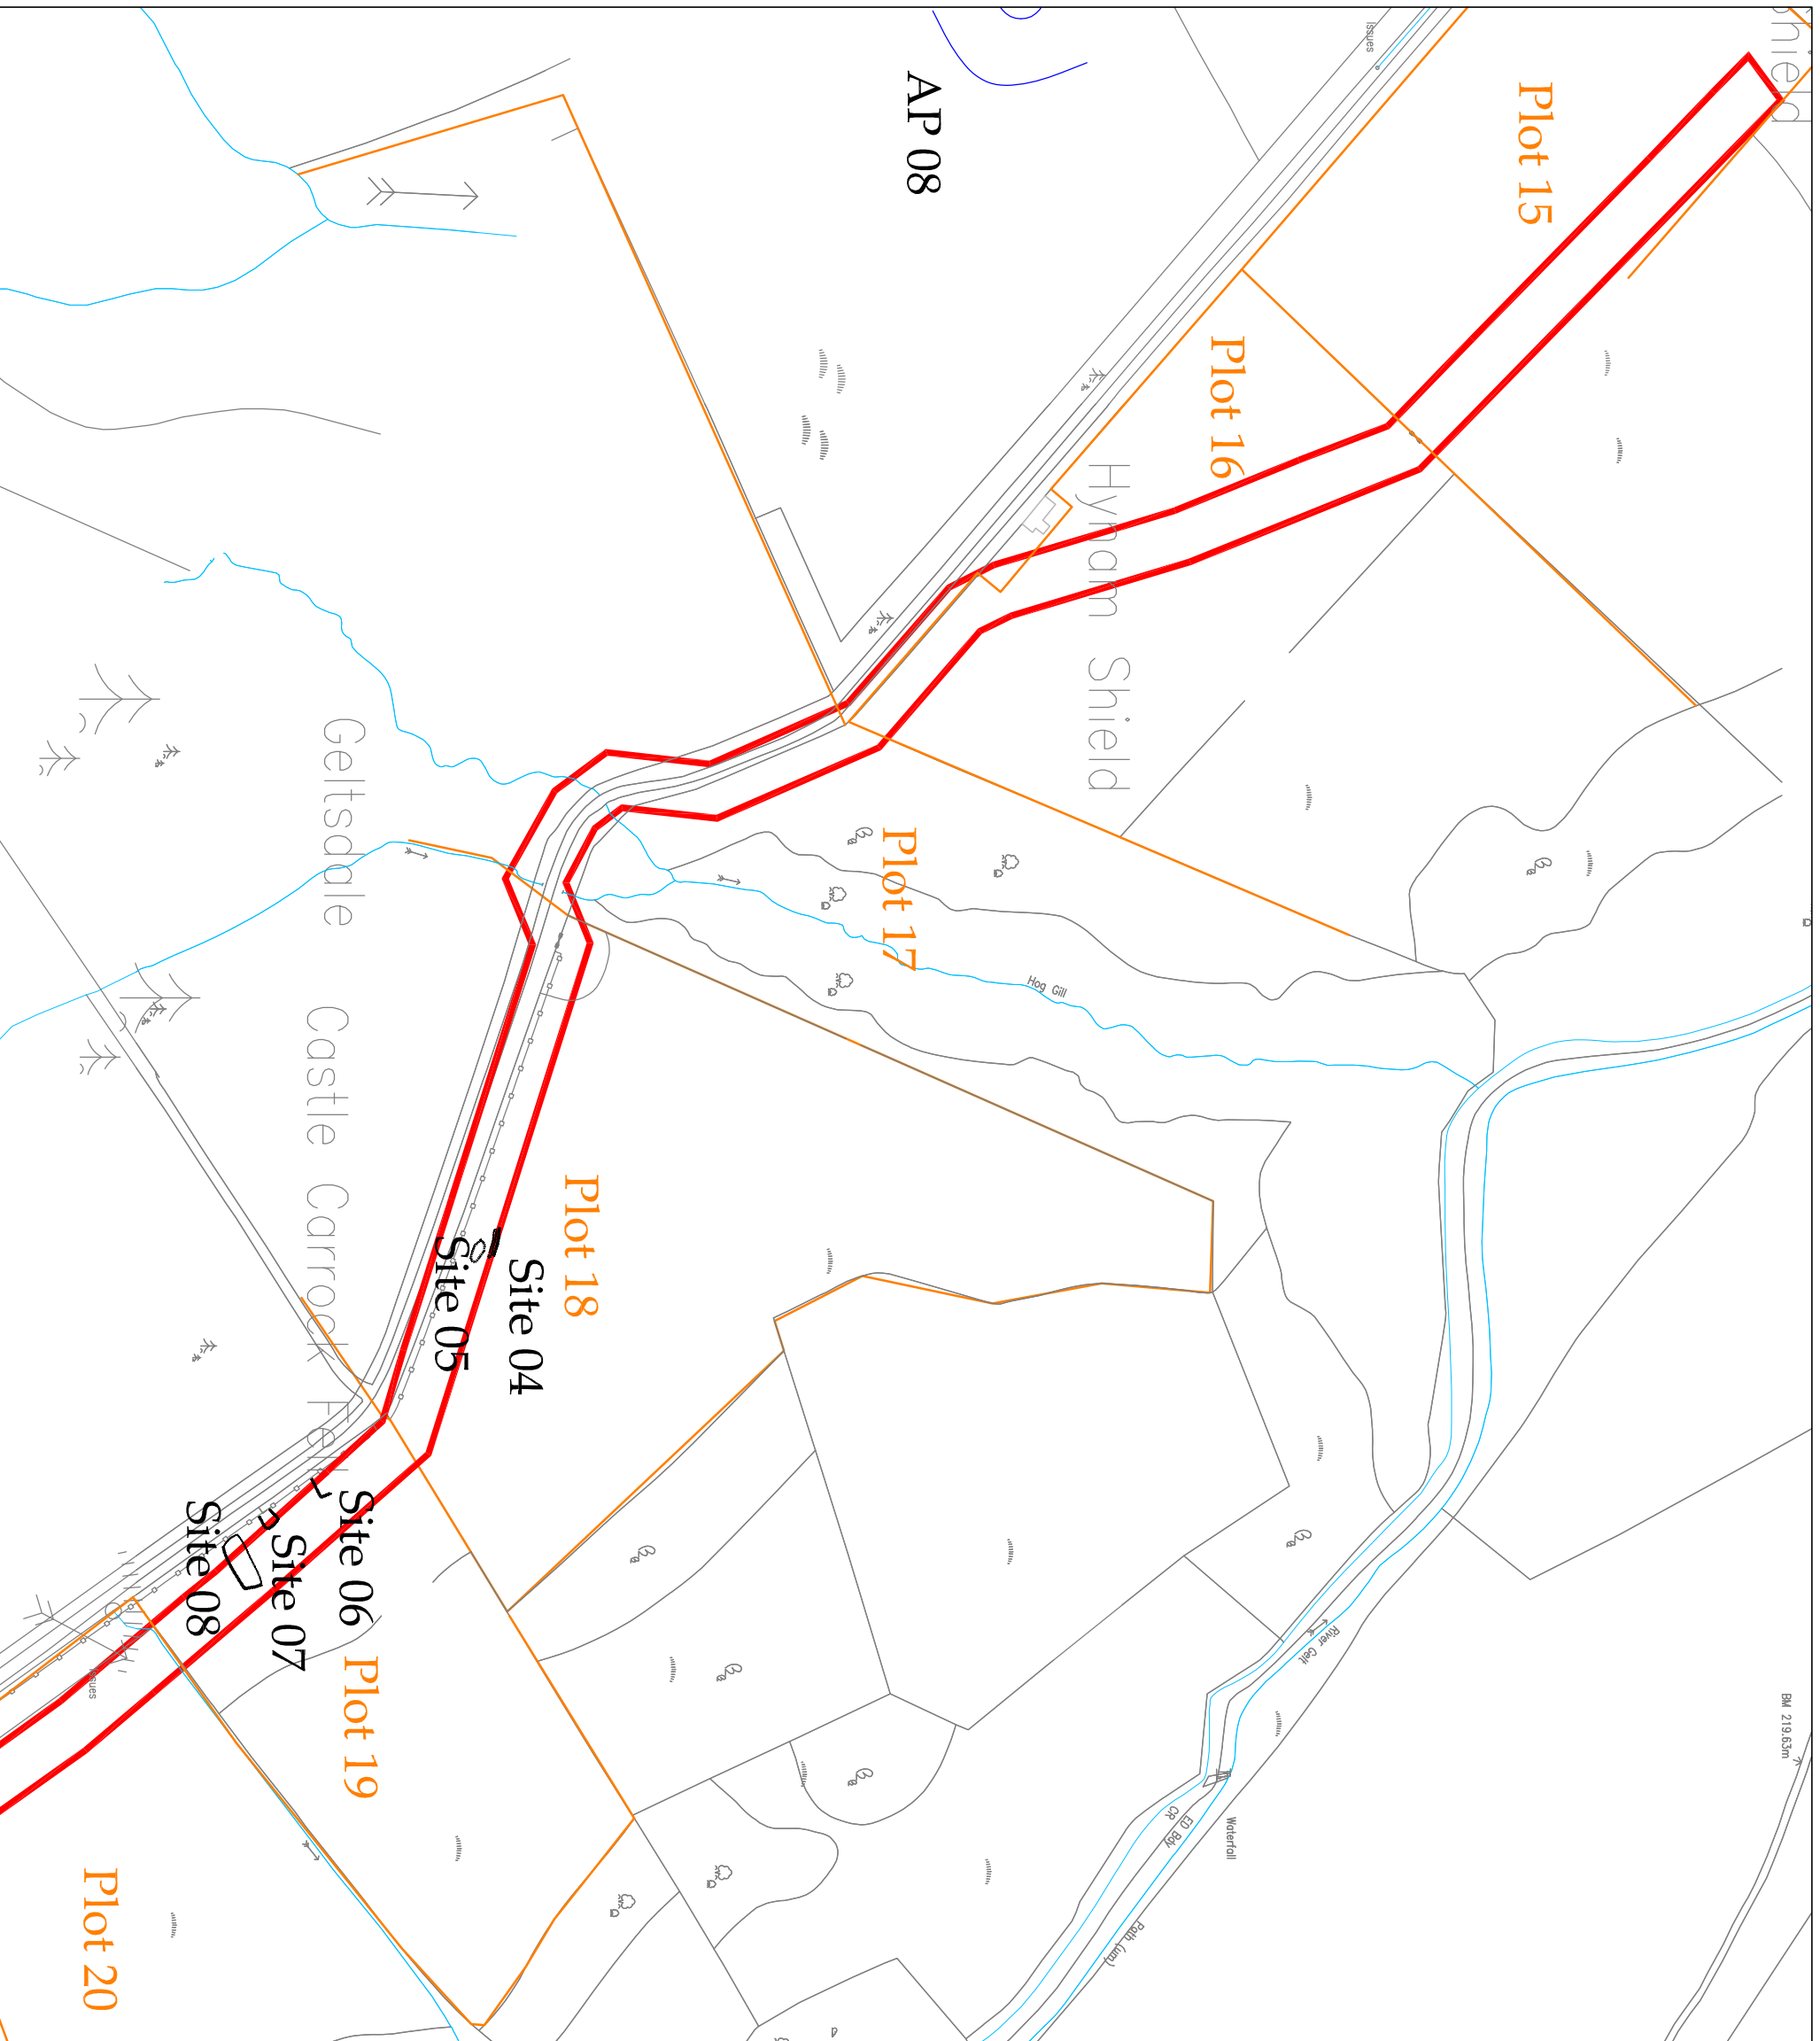 Shield
Plot 15
Issues
AP 08
Plot 16
Hynam Shield
Plot 17
Hog Gill
Geltsdale
Castle Carrock Fell
Plot 18
Site 04
Site 05
Site 06
Site 07
Site 08
Issues
Plot 19
Plot 20
River Gelt
Waterfall
CR
ED Bdy
Path (um)
BM 219.63m